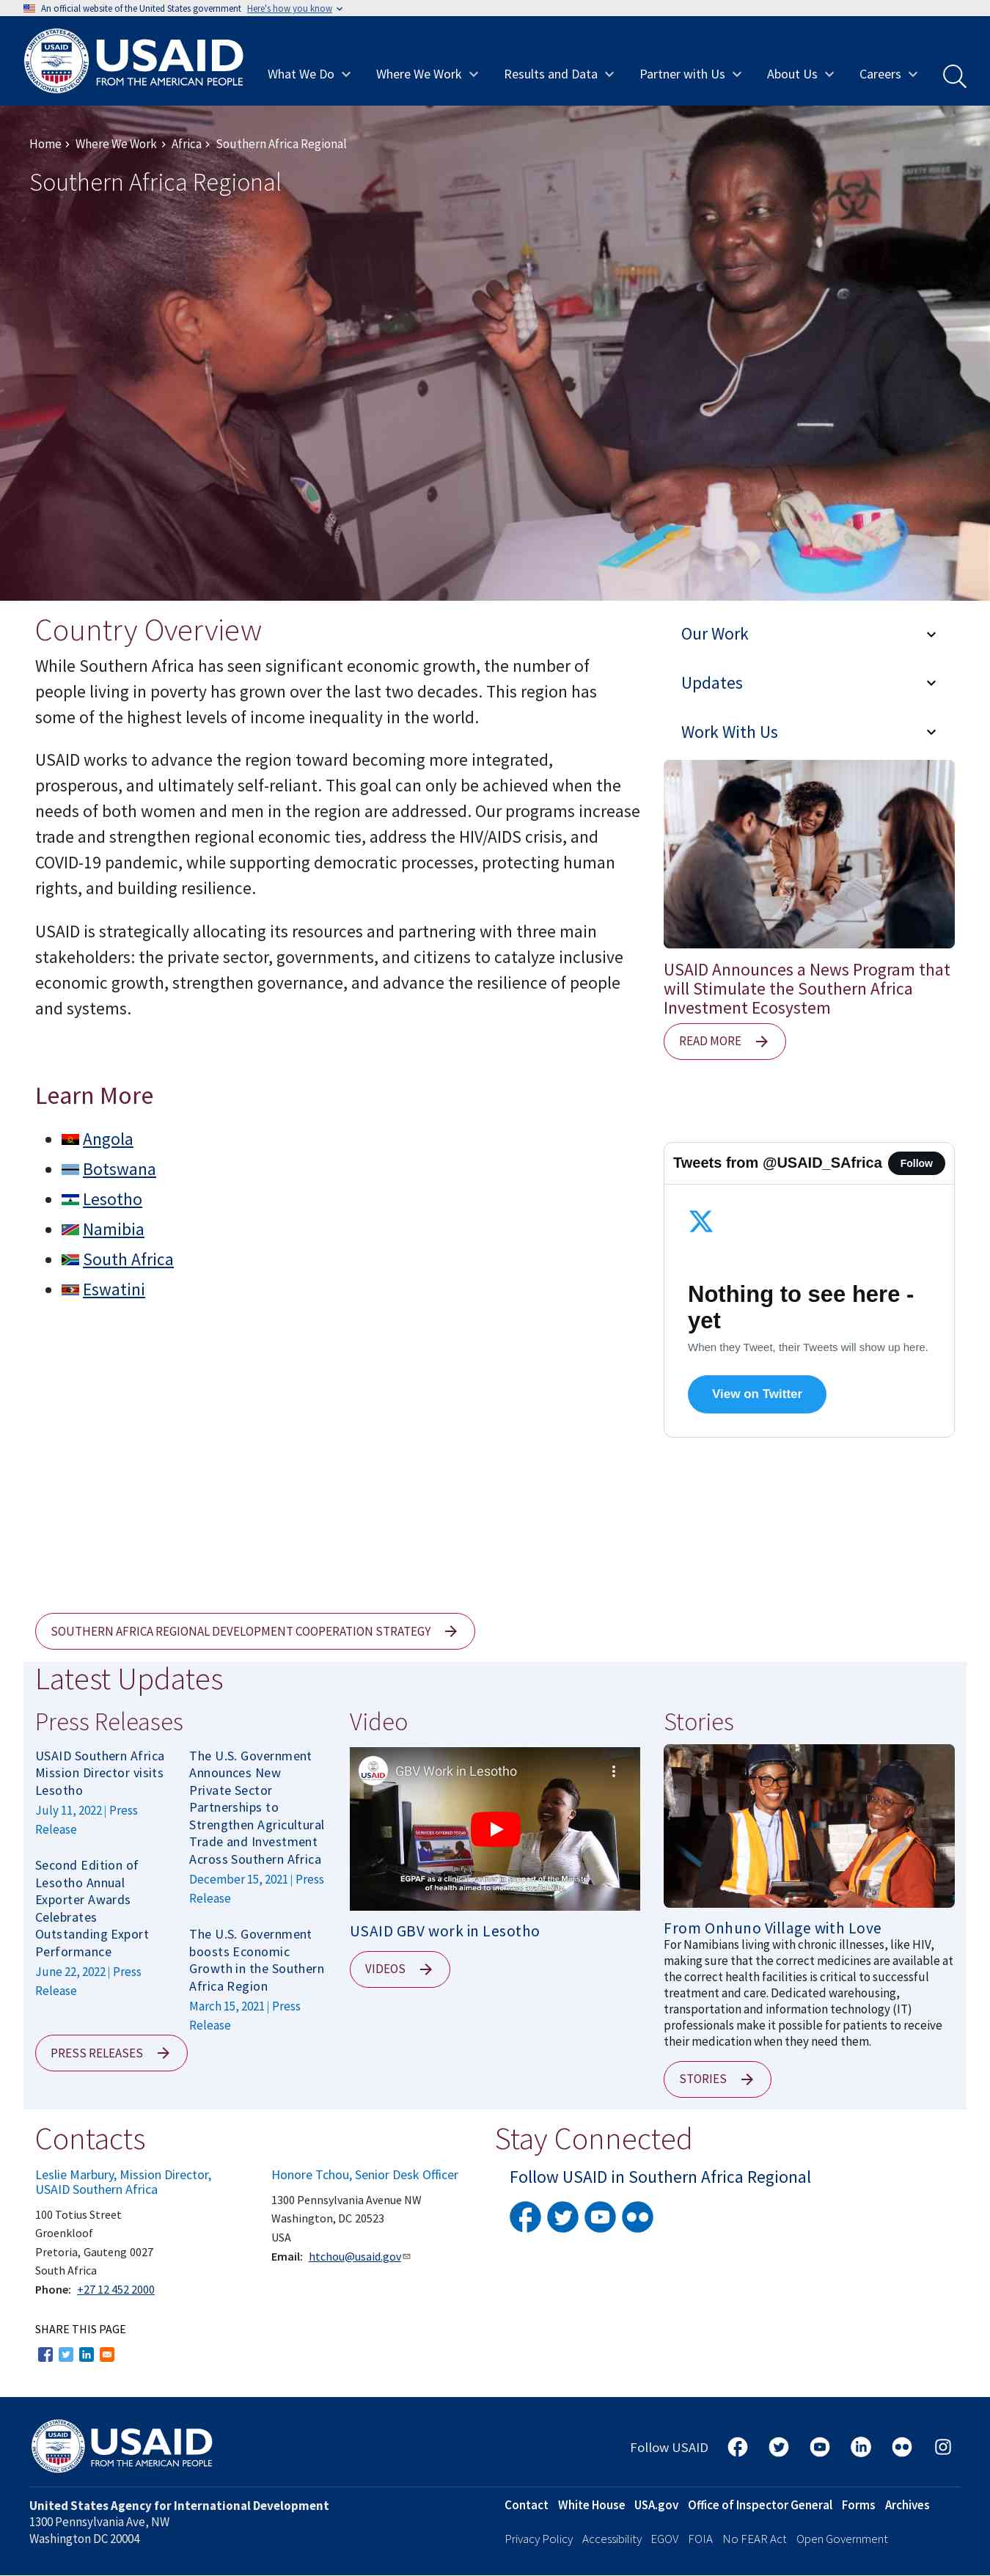 An official website of the United States government Here's how you know
USAID
FROM THE AMERICAN PEOPLE
What We Do
Where We Work
Results and Data
Partner with Us
About Us
Careers
Home > Where We Work > Africa > Southern Africa Regional
Southern Africa Regional
Country Overview
While Southern Africa has seen significant economic growth, the number of
people living in poverty has grown over the last two decades. This region has
some of the highest levels of income inequality in the world.
USAID works to advance the region toward becoming more integrated,
prosperous, and ultimately self-reliant. This goal can only be achieved when the
needs of both women and men in the region are addressed. Our programs increase
trade and strengthen regional economic ties, address the HIV/AIDS crisis, and
COVID-19 pandemic, while supporting democratic processes, protecting human
rights, and building resilience.
USAID is strategically allocating its resources and partnering with three main
stakeholders: the private sector, governments, and citizens to catalyze inclusive
economic growth, strengthen governance, and advance the resilience of people
and systems.
Learn More
Angola
Botswana
Lesotho
Namibia
South Africa
Eswatini
Our Work
Updates
Work With Us
USAID Announces a News Program that
will Stimulate the Southern Africa
Investment Ecosystem
READ MORE
Tweets from @USAID_SAfrica
Follow
Nothing to see here -
yet
When they Tweet, their Tweets will show up here.
View on Twitter
SOUTHERN AFRICA REGIONAL DEVELOPMENT COOPERATION STRATEGY
Latest Updates
Press Releases
USAID Southern Africa
Mission Director visits
Lesotho
July 11, 2022 | Press
Release
Second Edition of
Lesotho Annual
Exporter Awards
Celebrates
Outstanding Export
Performance
June 22, 2022 | Press
Release
The U.S. Government
Announces New
Private Sector
Partnerships to
Strengthen Agricultural
Trade and Investment
Across Southern Africa
December 15, 2021 | Press
Release
The U.S. Government
boosts Economic
Growth in the Southern
Africa Region
March 15, 2021 | Press
Release
PRESS RELEASES
Video
USAID
GBV Work in Lesotho
USAID GBV work in Lesotho
VIDEOS
Stories
From Onhuno Village with Love
For Namibians living with chronic illnesses, like HIV,
making sure that the correct medicines are available at
the correct health facilities is critical to successful
treatment and care. Dedicated warehousing,
transportation and information technology (IT)
professionals make it possible for patients to receive
their medication when they need them.
STORIES
Contacts
Leslie Marbury, Mission Director,
USAID Southern Africa
100 Totius Street
Groenkloof
Pretoria, Gauteng 0027
South Africa
Phone: +27 12 452 2000
Honore Tchou, Senior Desk Officer
1300 Pennsylvania Avenue NW
Washington, DC 20523
USA
Email: htchou@usaid.gov
Stay Connected
Follow USAID in Southern Africa Regional
SHARE THIS PAGE
USAID
FROM THE AMERICAN PEOPLE
Follow USAID
United States Agency for International Development
1300 Pennsylvania Ave, NW
Washington DC 20004
Contact White House USA.gov Office of Inspector General Forms Archives
Privacy Policy Accessibility EGOV FOIA No FEAR Act Open Government